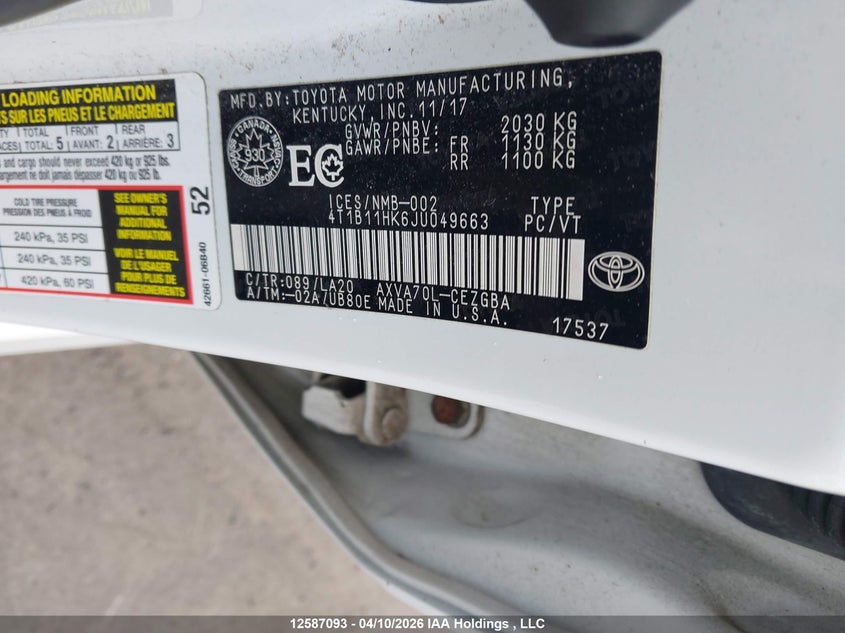 LOADING INFORMATION
TS SUR LES PNEUS ET LE CHARGEMENT
TY TOTAL FRONT REAR
ACES TOTAL: 5 AVANT: 2 ARRIÈRE: 3
s and cargo should never exceed 420 kg or 925 lbs.
argement ne doit jamais dépasser 420 kg ou 925 lb.
COLD TIRE PRESSURE
PRESSION DES PNEUS À FROID
240 kPa, 35 PSI
240 kPa, 35 PSI
420 kPa, 60 PSI
SEE OWNER'S
MANUAL FOR
ADDITIONAL
INFORMATION
VOIR LE MANUEL
DE L'USAGER
POUR PLUS DE
RENSEIGNEMENTS
52
42661-06B40
MFD.BY:TOYOTA MOTOR MANUFACTURING,
KENTUCKY, INC. 11/17
GVWR/PNBV: 2030 KG
GAWR/PNBE: FR 1130 KG
RR 1100 KG
CANADA
930
TRANSPORT
EC
ICES/NMB-002 TYPE
4T1B11HK6JU049663 PC/VT
C/TR:089/LA20 AXVA70L-CEZGBA
A/TM:-02A/UB80E MADE IN U.S.A.
17537
12587093 - 04/10/2026 IAA Holdings , LLC